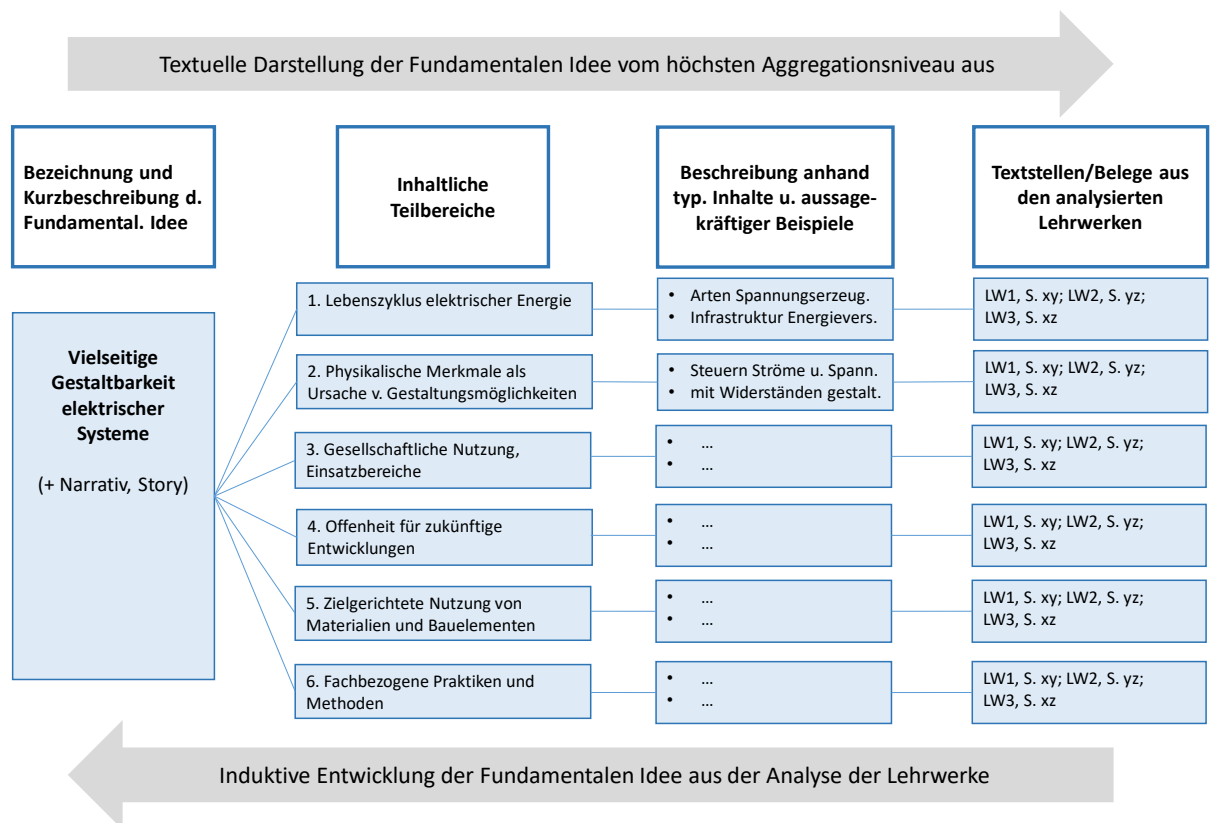 Textuelle Darstellung der Fundamentalen Idee vom höchsten Aggregationsniveau aus
Bezeichnung und
Kurzbeschreibung d.
Fundamental. Idee
Inhaltliche
Teilbereiche
Beschreibung anhand
typ. Inhalte u. aussage-
kräftiger Beispiele
Textstellen/Belege aus
den analysierten
Lehrwerken
Vielseitige
Gestaltbarkeit
elektrischer
Systeme
(+ Narrativ, Story)
1. Lebenszyklus elektrischer Energie
• Arten Spannungserzeug.
• Infrastruktur Energievers.
LW1, S. xy; LW2, S. yz;
LW3, S. xz
2. Physikalische Merkmale als
Ursache v. Gestaltungsmöglichkeiten
• Steuern Ströme u. Spann.
• mit Widerständen gestalt.
LW1, S. xy; LW2, S. yz;
LW3, S. xz
3. Gesellschaftliche Nutzung,
Einsatzbereiche
• ...
• ...
LW1, S. xy; LW2, S. yz;
LW3, S. xz
4. Offenheit für zukünftige
Entwicklungen
• ...
• ...
LW1, S. xy; LW2, S. yz;
LW3, S. xz
5. Zielgerichtete Nutzung von
Materialien und Bauelementen
• ...
• ...
LW1, S. xy; LW2, S. yz;
LW3, S. xz
6. Fachbezogene Praktiken und
Methoden
• ...
• ...
LW1, S. xy; LW2, S. yz;
LW3, S. xz
Induktive Entwicklung der Fundamentalen Idee aus der Analyse der Lehrwerke